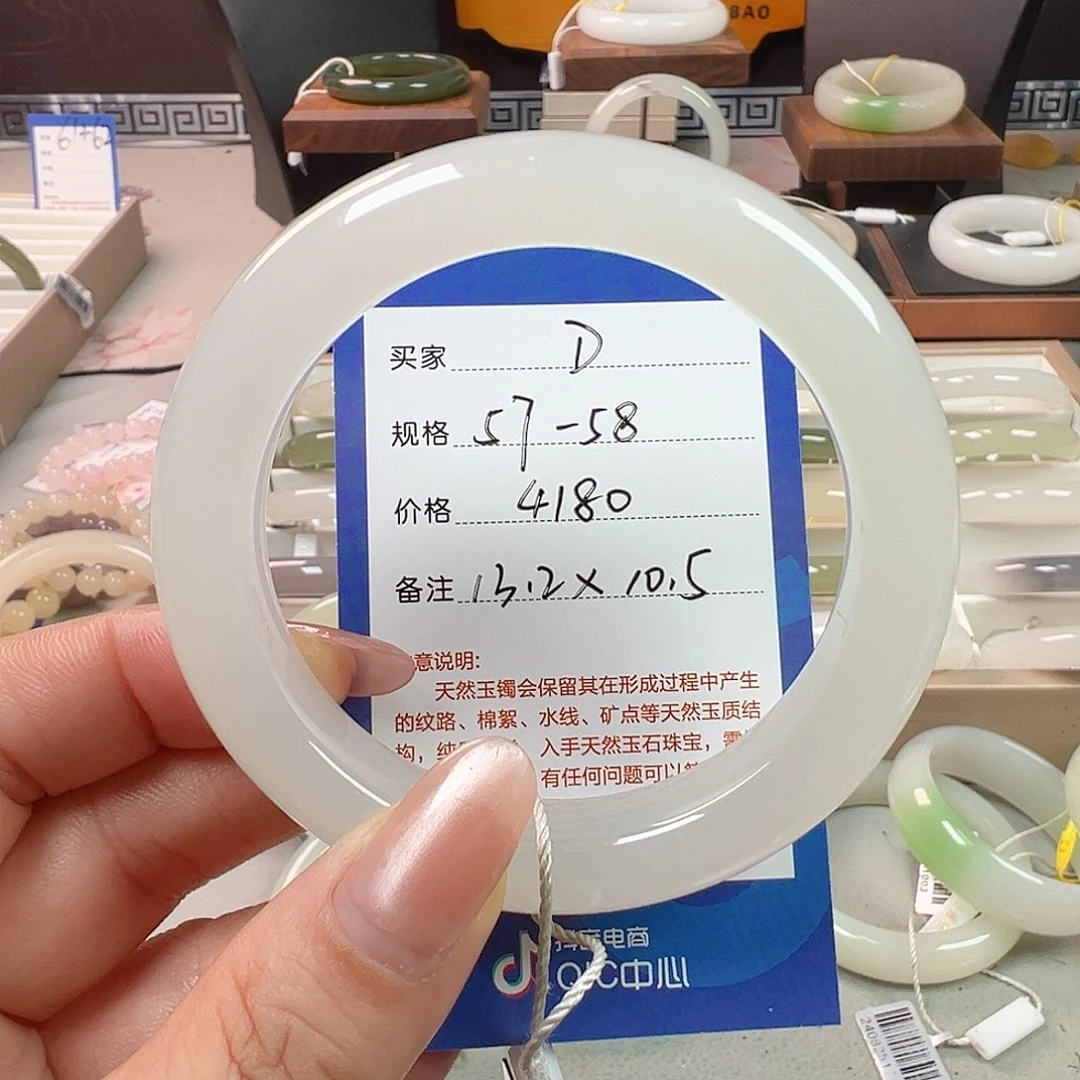 BAO
买家 D
规格 57-58
价格 4180
备注 13.2×10.5
意说明:
天然玉镯会保留其在形成过程中产生
的纹路、棉絮、水线、矿点等天然玉质结
构，纯 入手天然玉石珠宝，需
有任何问题可以
抖音电商
QIC中心